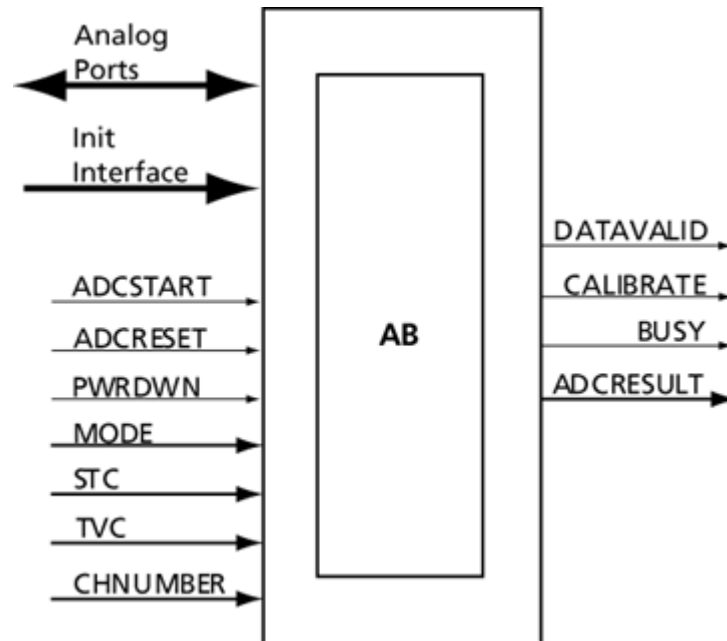 Analog
Ports
Init
Interface
ADCSTART
ADCRESET
PWRDWN
MODE
STC
TVC
CHNUMBER
AB
DATAVALID
CALIBRATE
BUSY
ADCRESULT